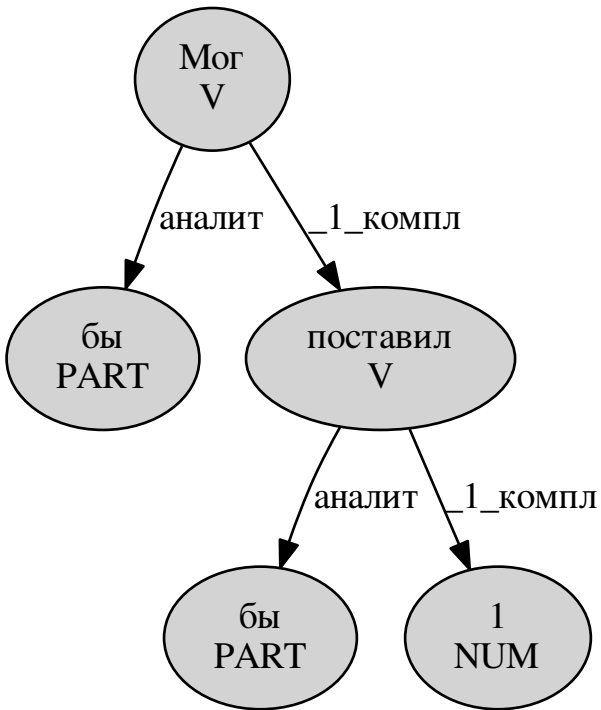 Мог
V
аналит
_1_компл
бы
PART
поставил
V
аналит
_1_компл
бы
PART
1
NUM